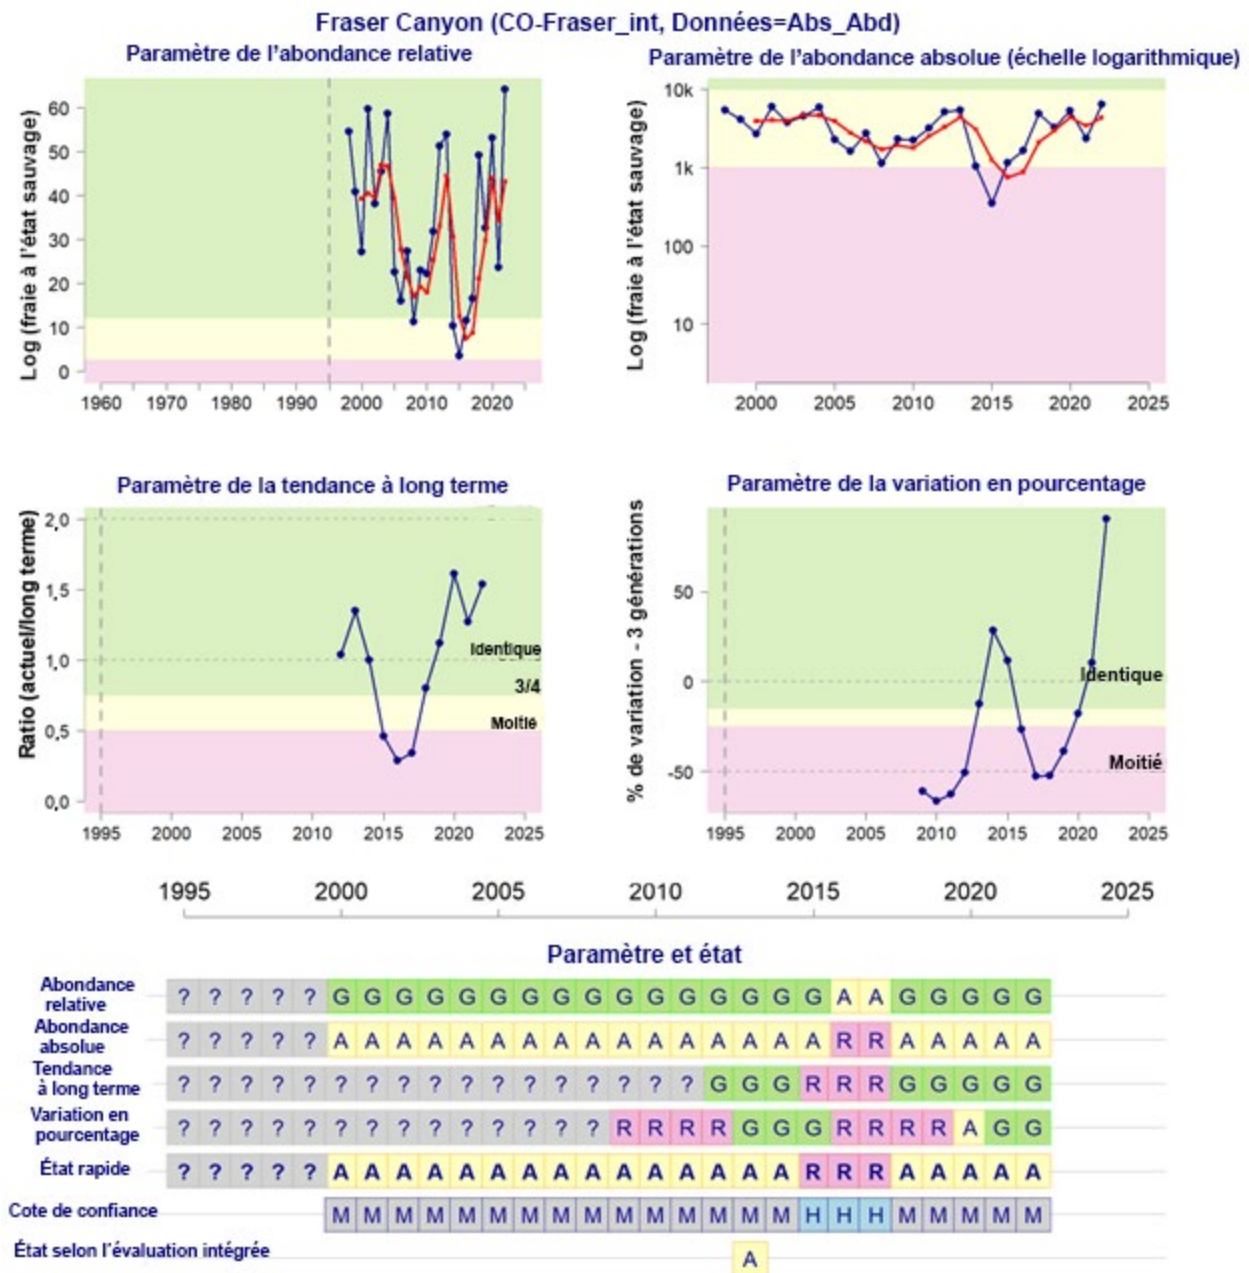 Fraser Canyon (CO-Fraser_int, Données=Abs_Abd)
Paramètre de l'abondance relative
Log (fraie à l'état sauvage)
60
50
40
30
20
10
0
1960 1970 1980 1990 2000 2010 2020
Paramètre de l'abondance absolue (échelle logarithmique)
Log (fraie à l'état sauvage)
10k
1k
100
10
2000 2005 2010 2015 2020 2025
Paramètre de la tendance à long terme
Ratio (actuel/long terme)
2,0
1,5
1,0
0,5
0,0
Identique
3/4
Moitié
1995 2000 2005 2010 2015 2020 2025
Paramètre de la variation en pourcentage
% de variation - 3 générations
50
0
-50
Identique
Moitié
1995 2000 2005 2010 2015 2020 2025
1995 2000 2005 2010 2015 2020 2025
Paramètre et état
Abondance
relative
? ? ? ? ? G G G G G G G G G G G G G G G G A A G G G G G
Abondance
absolue
? ? ? ? ? A A A A A A A A A A A A A A A A R R A A A A A
Tendance
à long terme
? ? ? ? ? ? ? ? ? ? ? ? ? ? ? ? ? G G G R R R G G G G G
Variation en
pourcentage
? ? ? ? ? ? ? ? ? ? ? ? ? ? R R R R G G G R R R R A G G
État rapide
? ? ? ? ? A A A A A A A A A A A A A A A R R R A A A A A
Cote de confiance
M M M M M M M M M M M M M M M H H H M M M M M
État selon l'évaluation intégrée
A